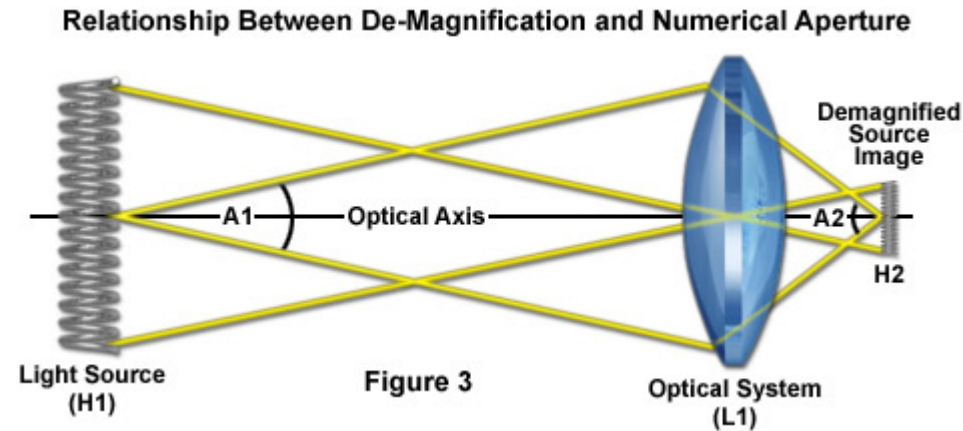 Relationship Between De-Magnification and Numerical Aperture
Demagnified
Source
Image
A1
Optical Axis
A2
H2
Light Source
(H1)
Figure 3
Optical System
(L1)